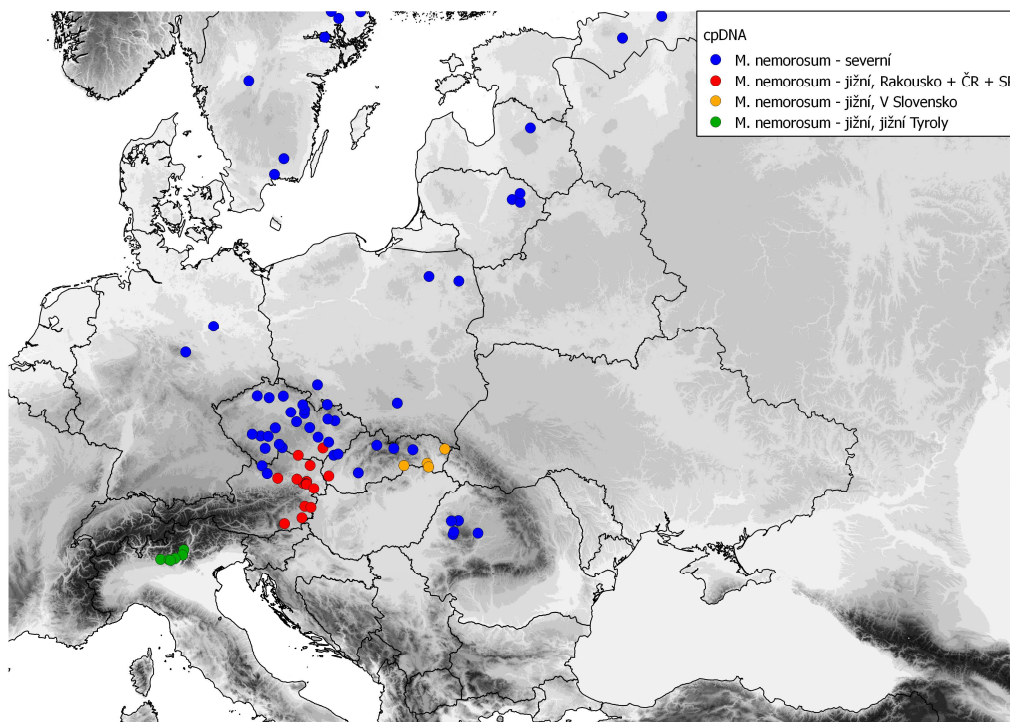 cpDNA
M. nemorosum - severní
M. nemorosum - jižní, Rakousko + ČR +
M. nemorosum - jižní, V Slovensko
M. nemorosum - jižní, jižní Tyroly